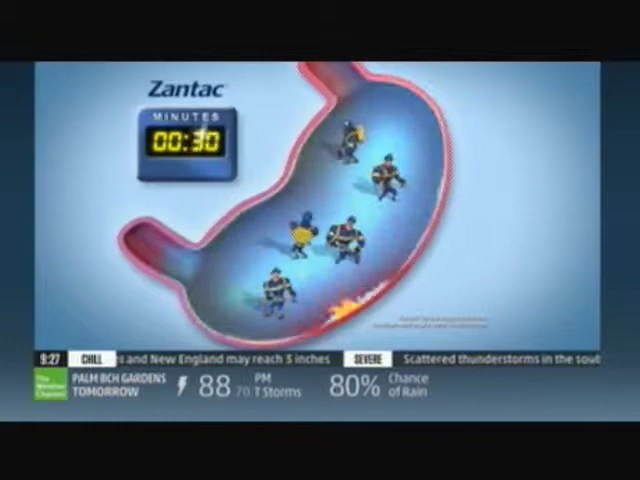 Zantac
MINUTES
00:30
9:27 CHILL and New England may reach 3 inches SEVERE Scattered thunderstorms in the sout
The Weather Channel
PALM BCH GARDENS
TOMORROW
88 70
PM
T Storms
80%
Chance
of Rain